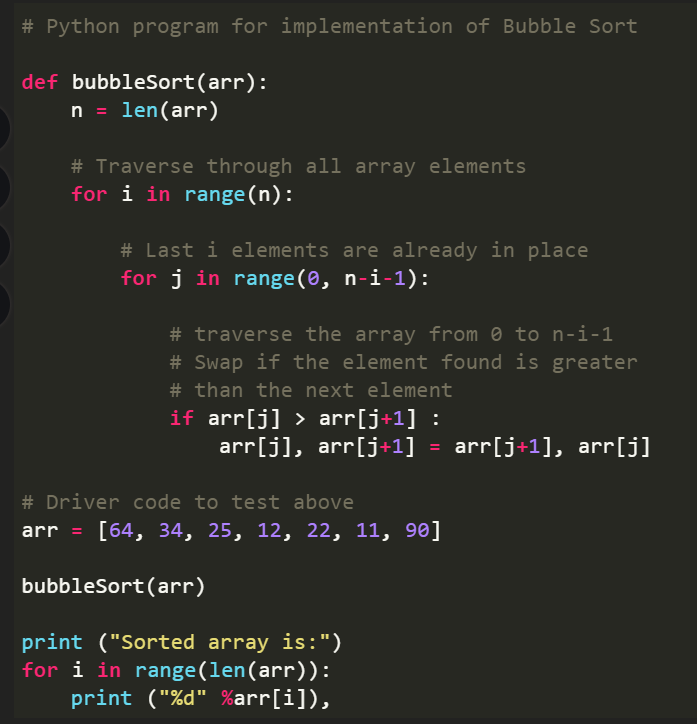 # Python program for implementation of Bubble Sort
def bubbleSort(arr):
    n = len(arr)
    # Traverse through all array elements
    for i in range(n):
        # Last i elements are already in place
        for j in range(0, n-i-1):
            # traverse the array from 0 to n-i-1
            # Swap if the element found is greater
            # than the next element
            if arr[j] > arr[j+1] :
                arr[j], arr[j+1] = arr[j+1], arr[j]
# Driver code to test above
arr = [64, 34, 25, 12, 22, 11, 90]
bubbleSort(arr)
print ("Sorted array is:")
for i in range(len(arr)):
    print ("%d" %arr[i]),